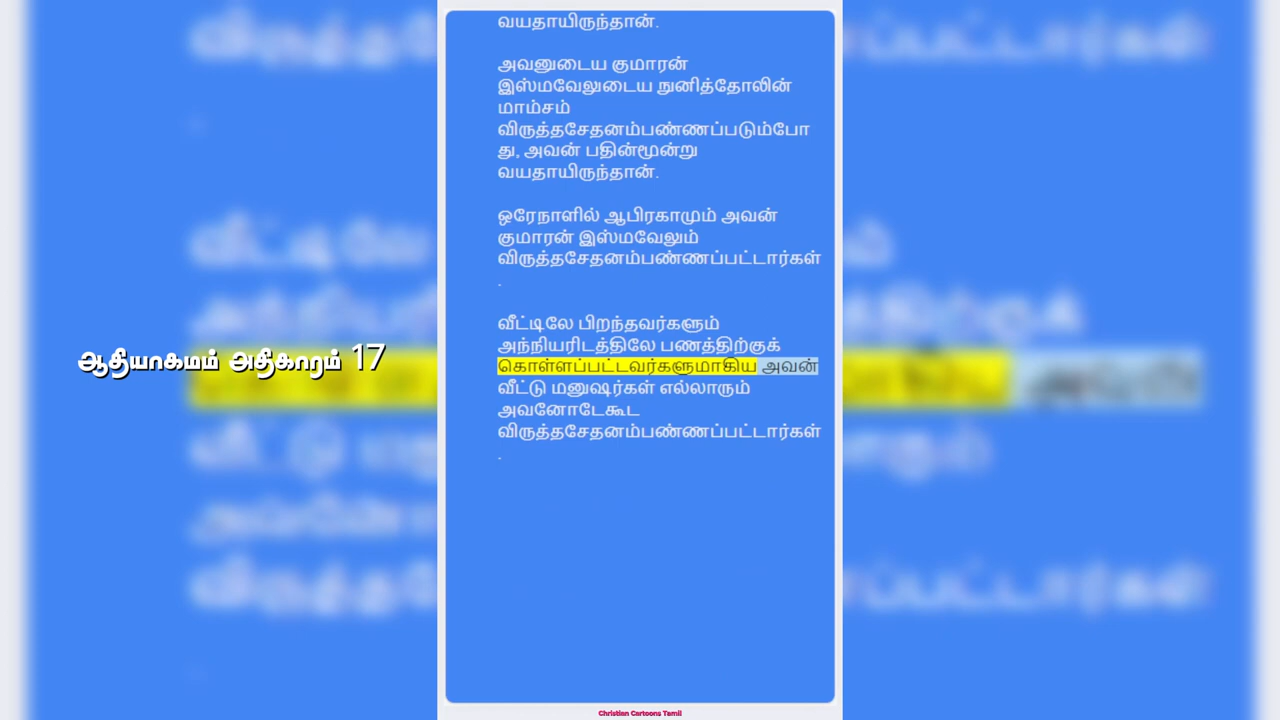 வயதாயிருந்தான்.
அவனுடைய குமாரன்
இஸ்மவேலுடைய நுனித்தோலின்
மாம்சம்
விருத்தசேதனம்பண்ணப்படும்போ
து, அவன் பதின்மூன்று
வயதாயிருந்தான்.
ஒரேநாளில் ஆபிரகாமும் அவன்
குமாரன் இஸ்மவேலும்
விருத்தசேதனம்பண்ணப்பட்டார்கள்
.
வீட்டிலே பிறந்தவர்களும்
அந்நியரிடத்திலே பணத்திற்குக்
கொள்ளப்பட்டவர்களுமாகிய அவன்
வீட்டு மனுஷர்கள் எல்லாரும்
அவனோடேகூட
விருத்தசேதனம்பண்ணப்பட்டார்கள்
.
ஆதியாகமம் அதிகாரம் 17
Christian Cartoons Tamil